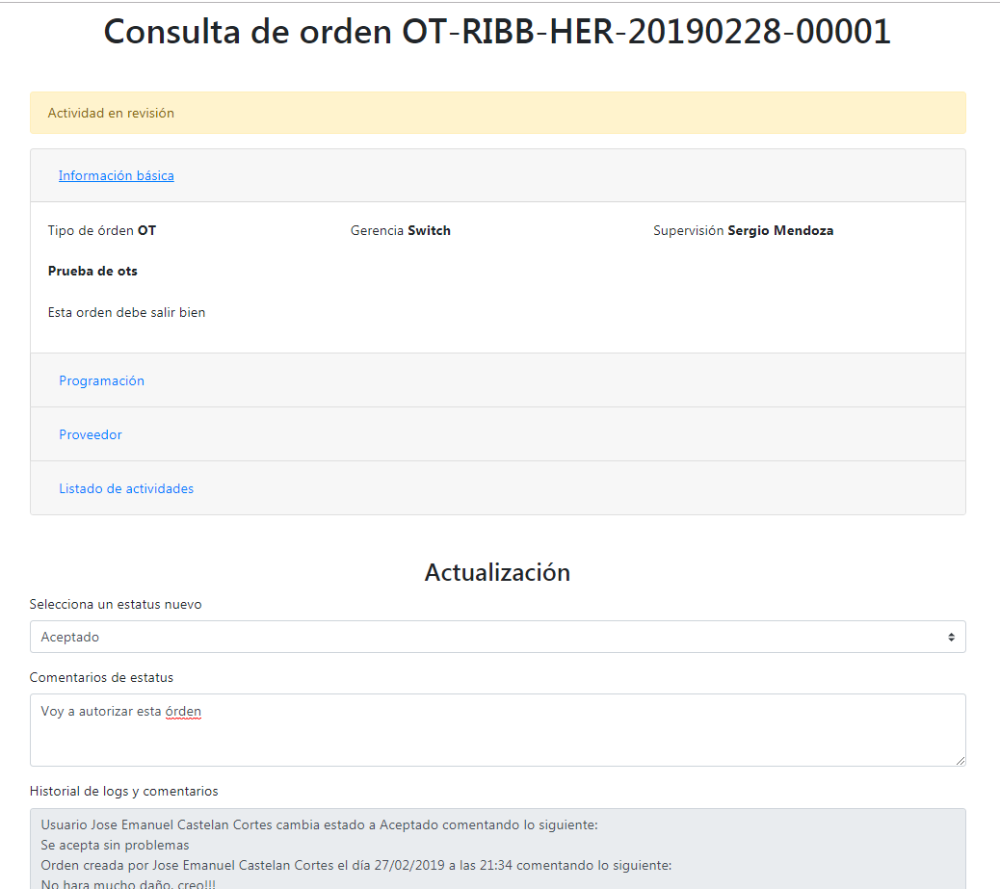 Consulta de orden OT-RIBB-HER-20190228-00001
Actividad en revisión
Información básica
Tipo de órden OT Gerencia Switch Supervisión Sergio Mendoza
Prueba de ots
Esta orden debe salir bien
Programación
Proveedor
Listado de actividades
Actualización
Selecciona un estatus nuevo
Aceptado
Comentarios de estatus
Voy a autorizar esta órden
Historial de logs y comentarios
Usuario Jose Emanuel Castelan Cortes cambia estado a Aceptado comentando lo siguiente:
Se acepta sin problemas
Orden creada por Jose Emanuel Castelan Cortes el día 27/02/2019 a las 21:34 comentando lo siguiente:
No hara mucho daño, creo!!!